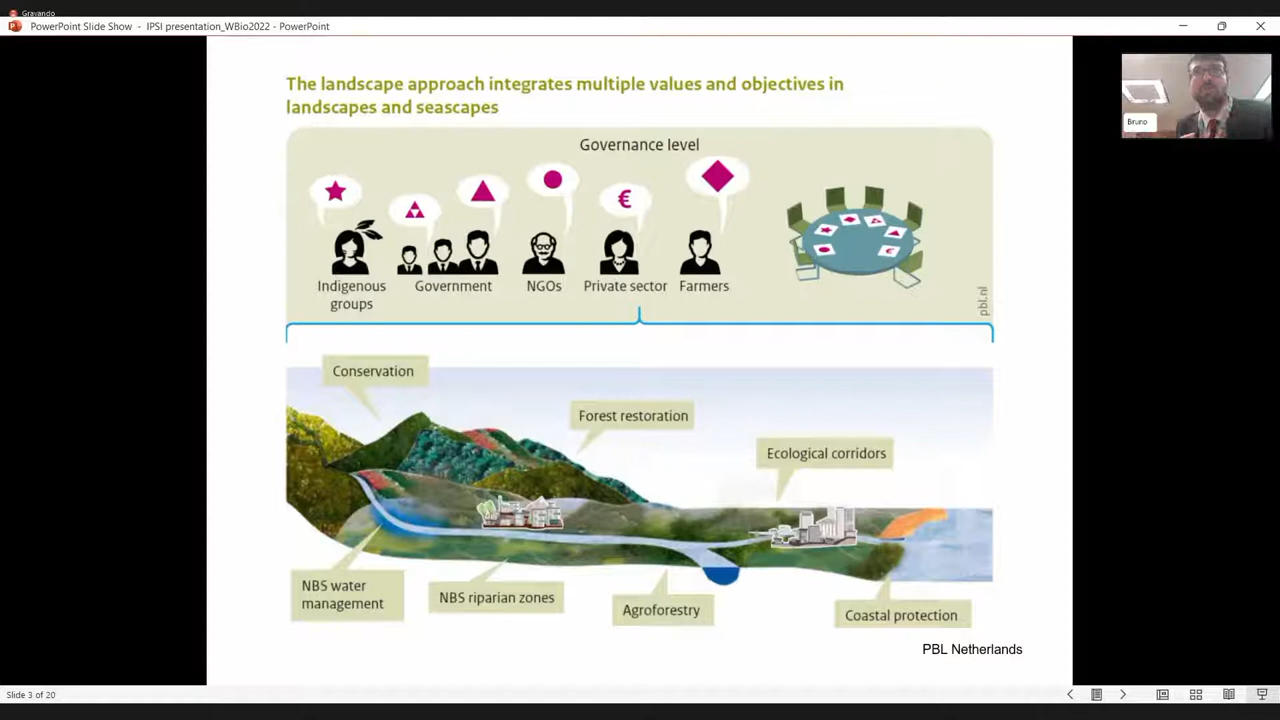 Gravando
PowerPoint Slide Show - IPSI presentation_WBio2022 - PowerPoint
The landscape approach integrates multiple values and objectives in
landscapes and seascapes
Governance level
€
€
Indigenous
groups
Government
NGOs
Private sector
Farmers
pbl.nl
Conservation
Forest restoration
Ecological corridors
NBS water
management
NBS riparian zones
Agroforestry
Coastal protection
PBL Netherlands
Bruno
Slide 3 of 20